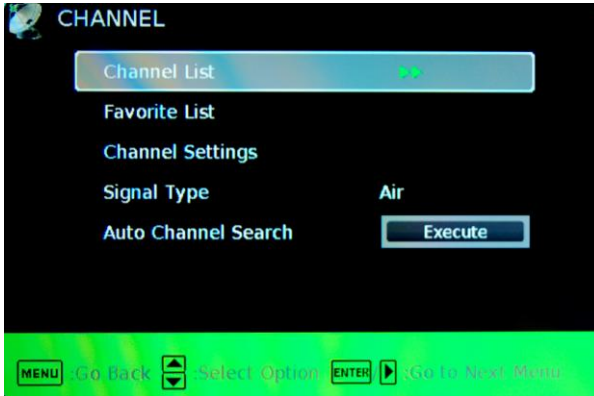 CHANNEL
Channel List
Favorite List
Channel Settings
Signal Type Air
Auto Channel Search Execute
MENU :Go Back :Select Option ENTER / :Go to Next Menu